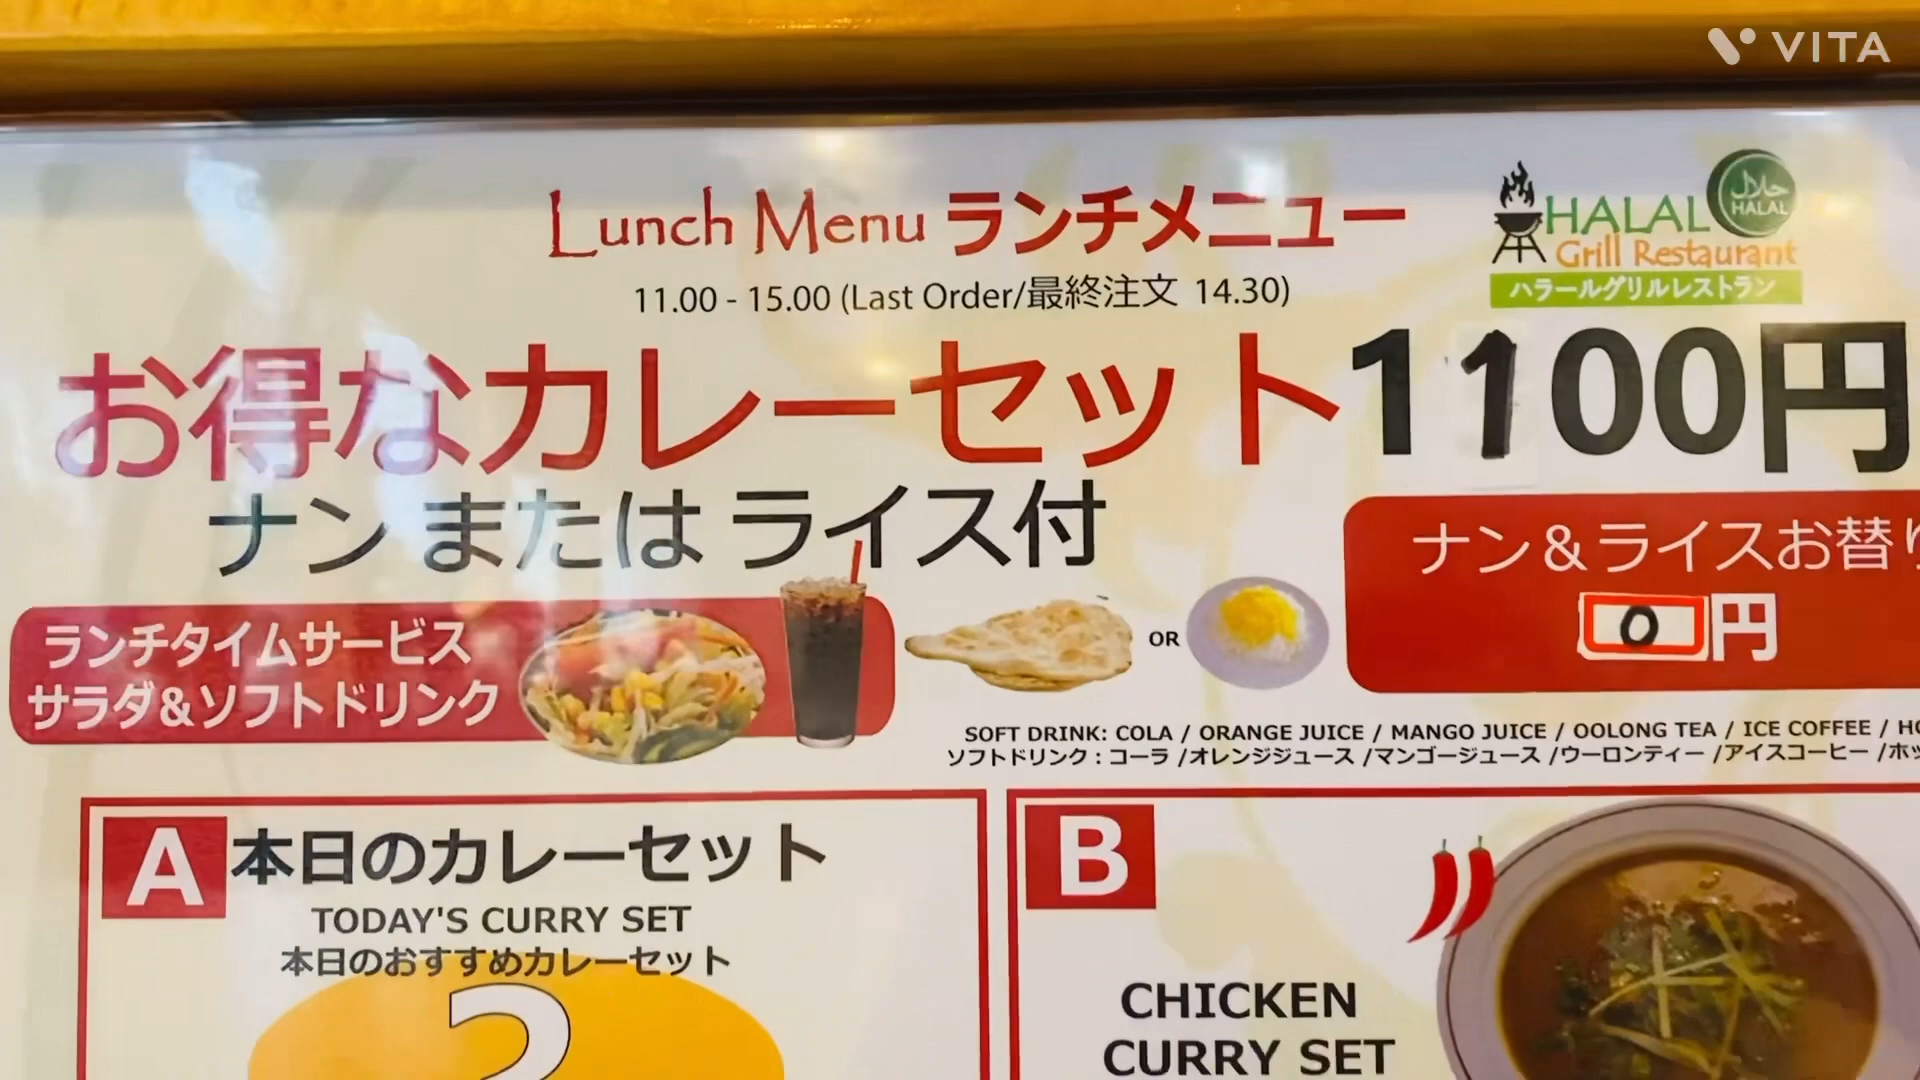 VITA
Lunch Menu ランチメニュー
11.00 - 15.00 (Last Order/最終注文 14.30)
حلال
HALAL
HALAL
Grill Restaurant
ハラールグリルレストラン
お得なカレーセット1100円
ナン または ライス付
ナン&ライスお替り
0円
ランチタイムサービス
サラダ&ソフトドリンク
OR
SOFT DRINK: COLA / ORANGE JUICE / MANGO JUICE / OOLONG TEA / ICE COFFEE / HO
ソフトドリンク : コーラ /オレンジジュース /マンゴージュース /ウーロンティー /アイスコーヒー /ホッ
A 本日のカレーセット
TODAY'S CURRY SET
本日のおすすめカレーセット
?
B
CHICKEN
CURRY SET